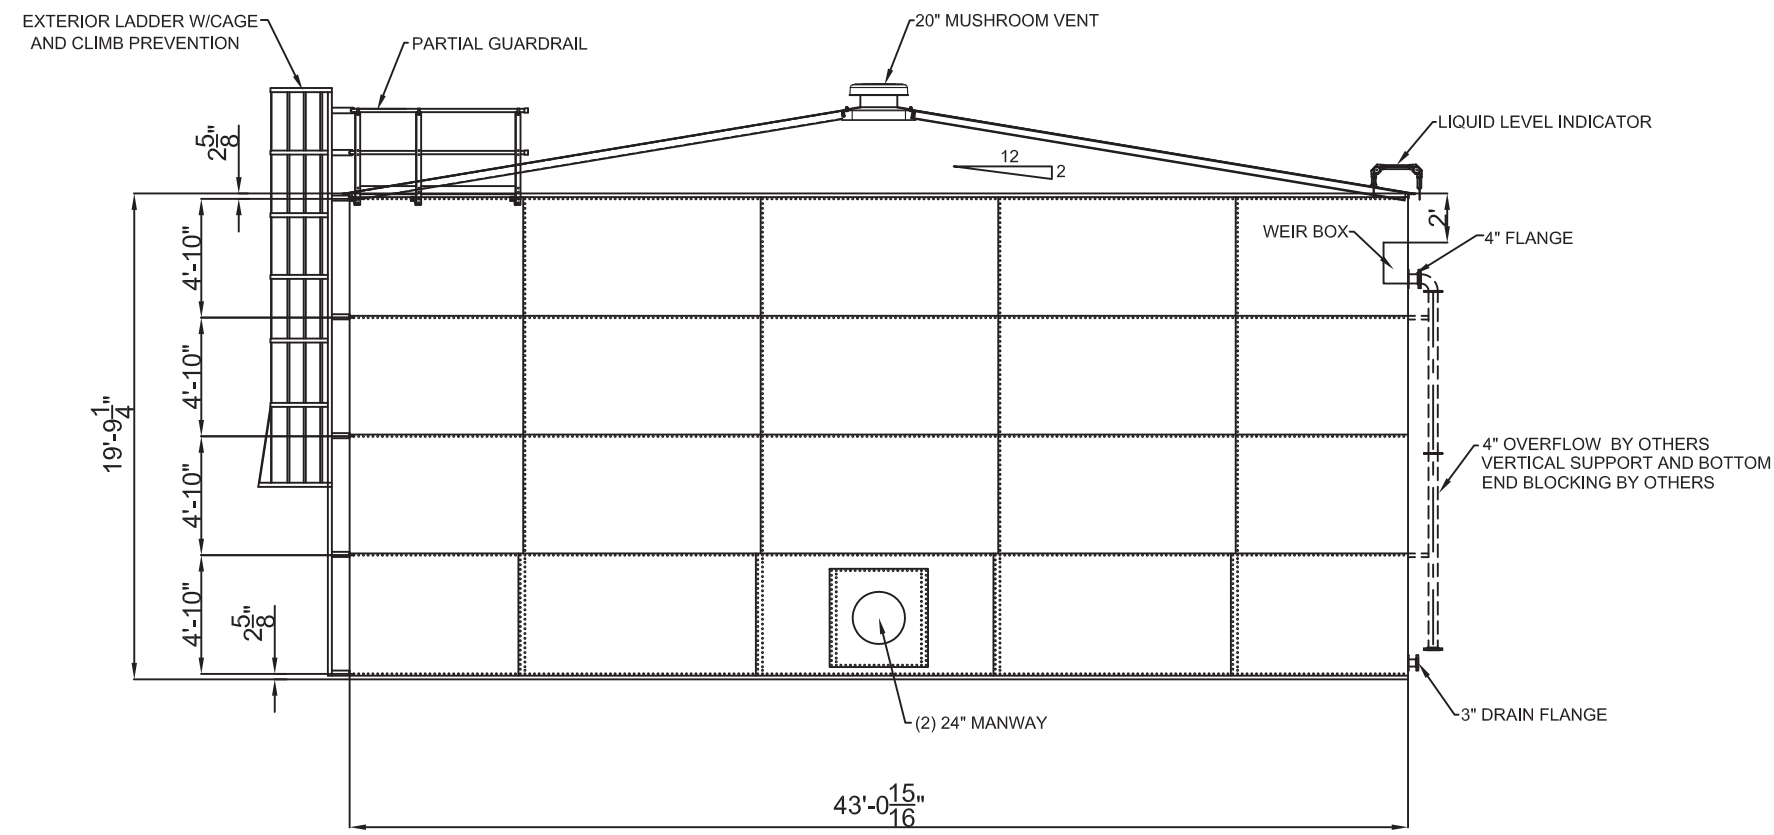 EXTERIOR LADDER W/CAGE
AND CLIMB PREVENTION
PARTIAL GUARDRAIL
20" MUSHROOM VENT
LIQUID LEVEL INDICATOR
2 5/8"
12
2
2'
WEIR BOX
4" FLANGE
4'-10"
4'-10"
19'-9 1/4"
4" OVERFLOW BY OTHERS
VERTICAL SUPPORT AND BOTTOM
END BLOCKING BY OTHERS
4'-10"
4'-10"
2 5/8"
(2) 24" MANWAY
3" DRAIN FLANGE
43'-0 15/16"